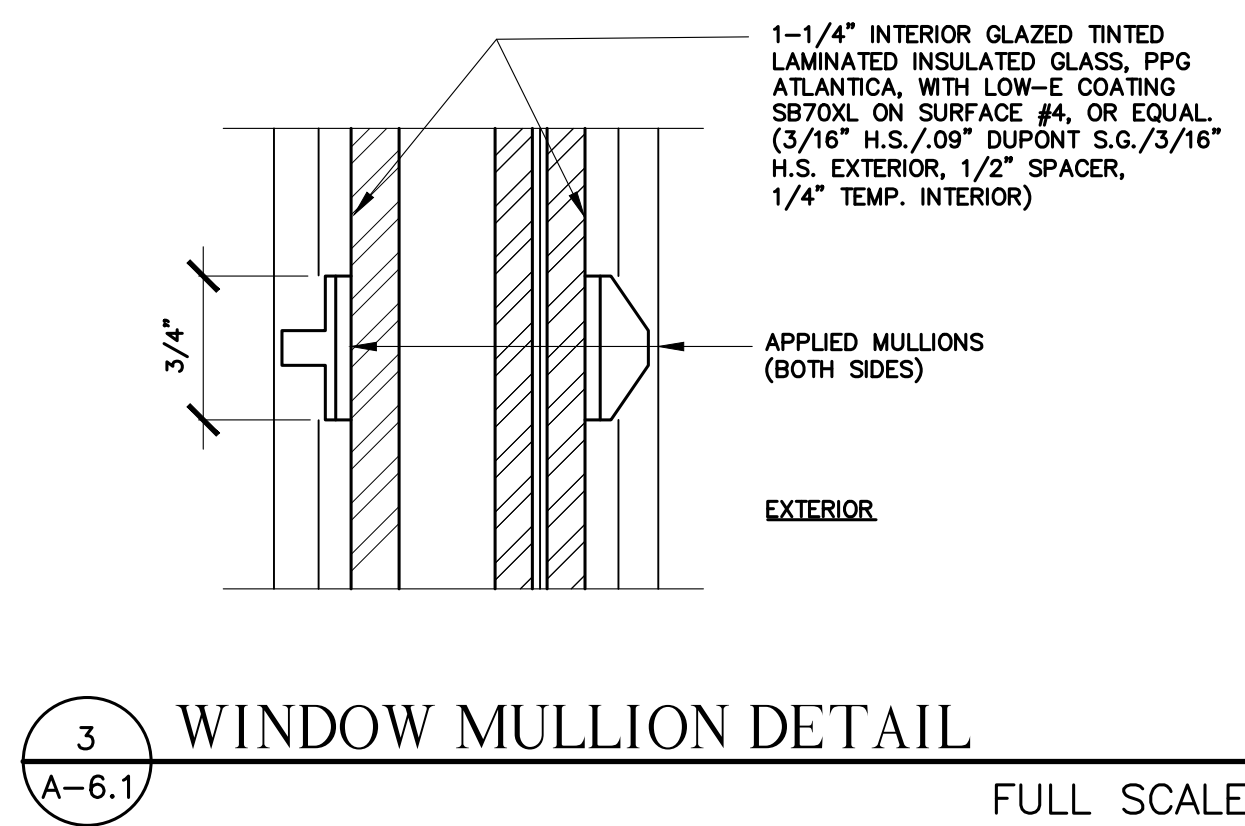 1-1/4" INTERIOR GLAZED TINTED
LAMINATED INSULATED GLASS, PPG
ATLANTICA, WITH LOW-E COATING
SB70XL ON SURFACE #4, OR EQUAL.
(3/16" H.S./.09" DUPONT S.G./3/16"
H.S. EXTERIOR, 1/2" SPACER,
1/4" TEMP. INTERIOR)
3/4"
APPLIED MULLIONS
(BOTH SIDES)
EXTERIOR
3
A-6.1
WINDOW MULLION DETAIL
FULL SCALE